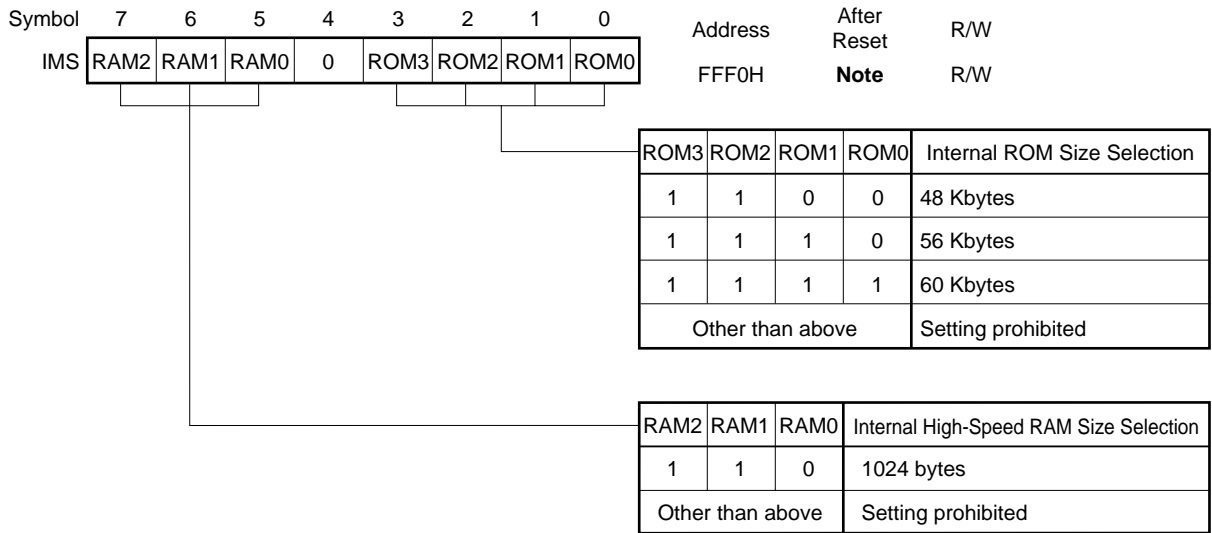 Symbol 7 6 5 4 3 2 1 0 Address After Reset R/W
IMS RAM2 RAM1 RAM0 0 ROM3 ROM2 ROM1 ROM0 FFF0H Note R/W
ROM3 ROM2 ROM1 ROM0 Internal ROM Size Selection
1 1 0 0 48 Kbytes
1 1 1 0 56 Kbytes
1 1 1 1 60 Kbytes
Other than above Setting prohibited
RAM2 RAM1 RAM0 Internal High-Speed RAM Size Selection
1 1 0 1024 bytes
Other than above Setting prohibited